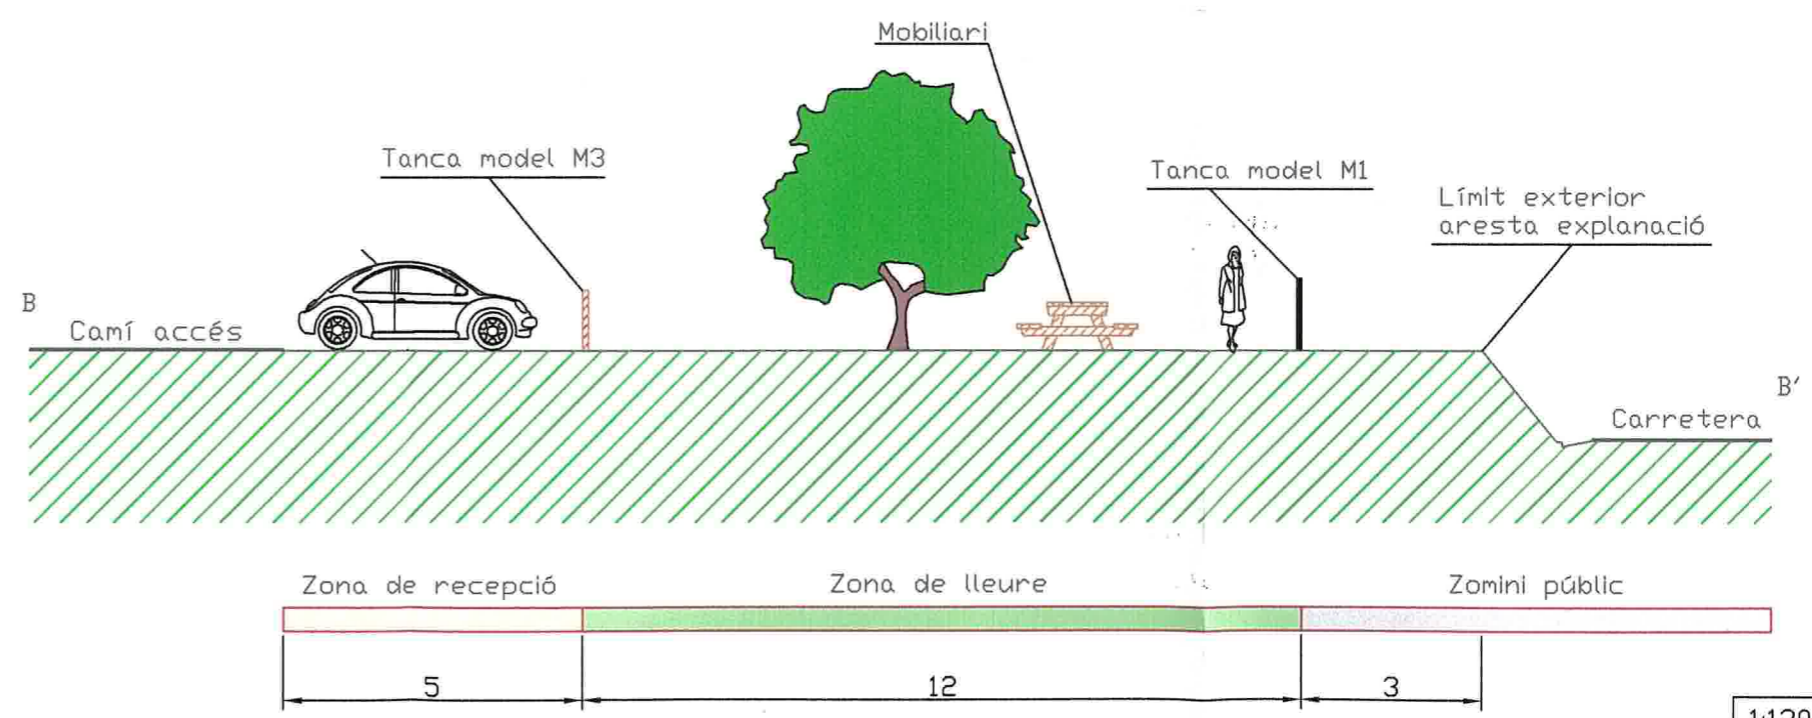 Mobiliari
Tanca model M3
Tanca model M1
Límit exterior
aresta explanació
B
Camí accés
B'
Carretera
Zona de recepció
Zona de lleure
Zomini públic
5
12
3